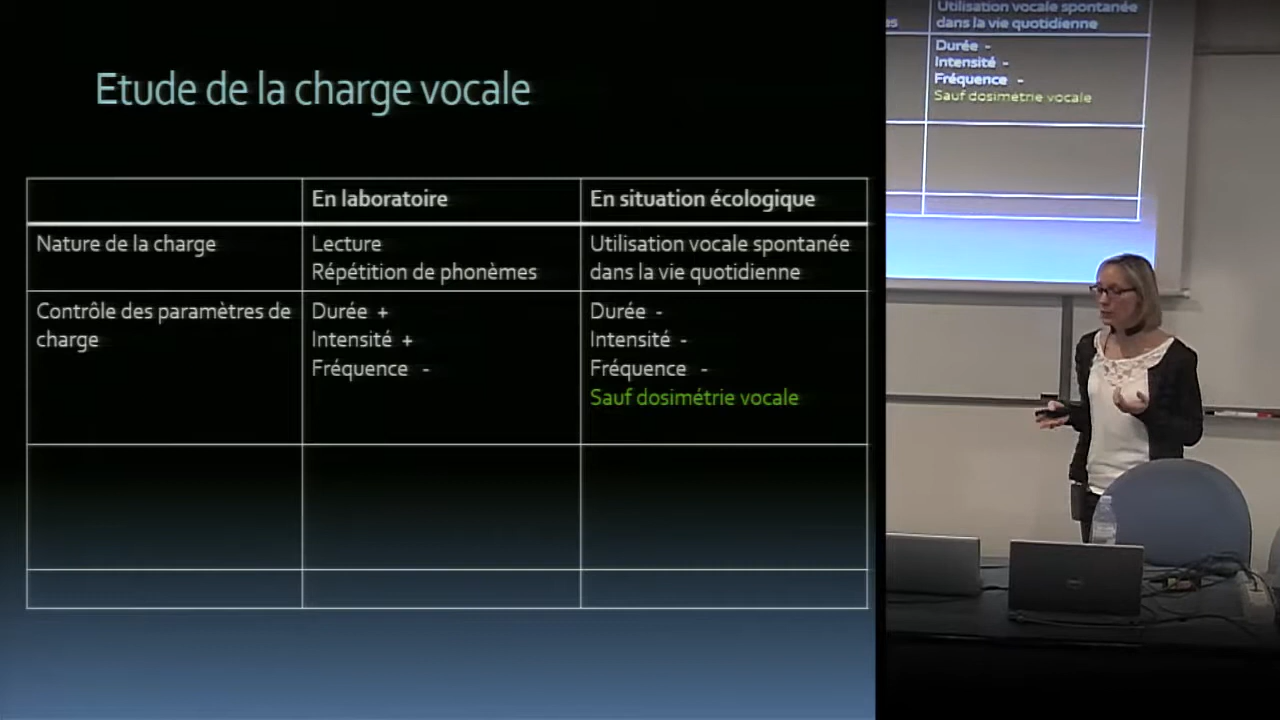 Etude de la charge vocale
En laboratoire
En situation écologique
Nature de la charge
Lecture
Répétition de phonèmes
Utilisation vocale spontanée
dans la vie quotidienne
Contrôle des paramètres de
charge
Durée +
Intensité +
Fréquence -
Durée -
Intensité -
Fréquence -
Sauf dosimétrie vocale
Utilisation vocale spontanée
dans la vie quotidienne
Durée -
Intensité -
Fréquence -
Sauf dosimétrie vocale